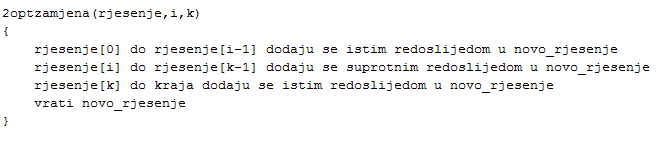 2optzamjena(rjesenje,i,k)
{
rjesenje[0] do rjesenje[i-1] dodaju se istim redoslijedom u novo_rjesenje
rjesenje[i] do rjesenje[k-1] dodaju se suprotnim redoslijedom u novo_rjesenje
rjesenje[k] do kraja dodaju se istim redoslijedom u novo_rjesenje
vrati novo_rjesenje
}